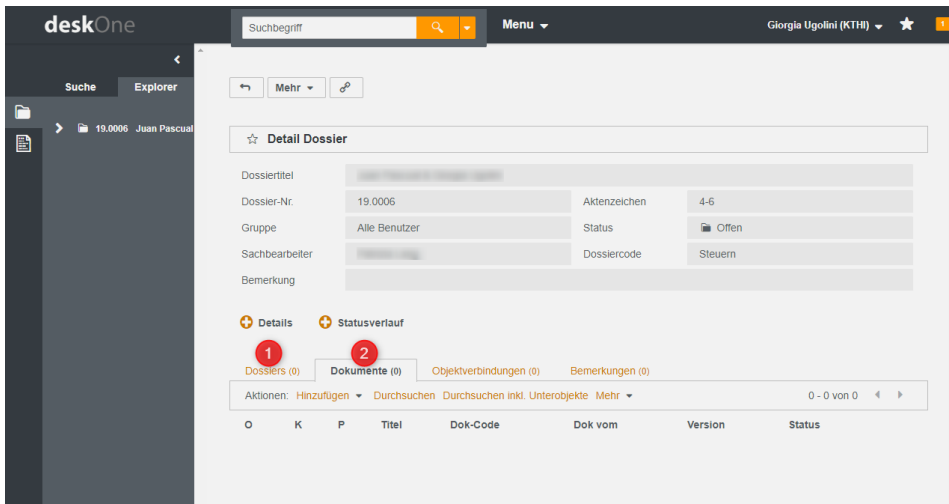 deskOne
Suchbegriff
Menu
Giorgia Ugolini (KTHI)
1
Suche
Explorer
19.0006 Juan Pascual
Mehr
Detail Dossier
Dossiertitel
Dossier-Nr. 19.0006 Aktenzeichen 4-6
Gruppe Alle Benutzer Status Offen
Sachbearbeiter Dossiercode Steuern
Bemerkung
Details Statusverlauf
1 2
Dossiers (0) Dokumente (0) Objektverbindungen (0) Bemerkungen (0)
Aktionen: Hinzufügen Durchsuchen Durchsuchen inkl. Unterobjekte Mehr 0 - 0 von 0
O K P Titel Dok-Code Dok vom Version Status